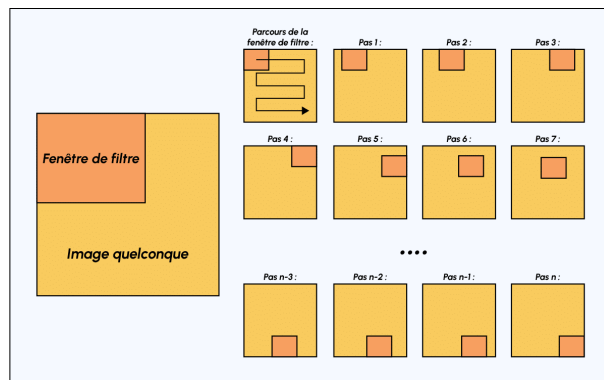 Parcours de la
fenêtre de filtre :
Pas 1 :
Pas 2 :
Pas 3 :
Fenêtre de filtre
Image quelconque
Pas 4 :
Pas 5 :
Pas 6 :
Pas 7 :
....
Pas n-3 :
Pas n-2 :
Pas n-1 :
Pas n :